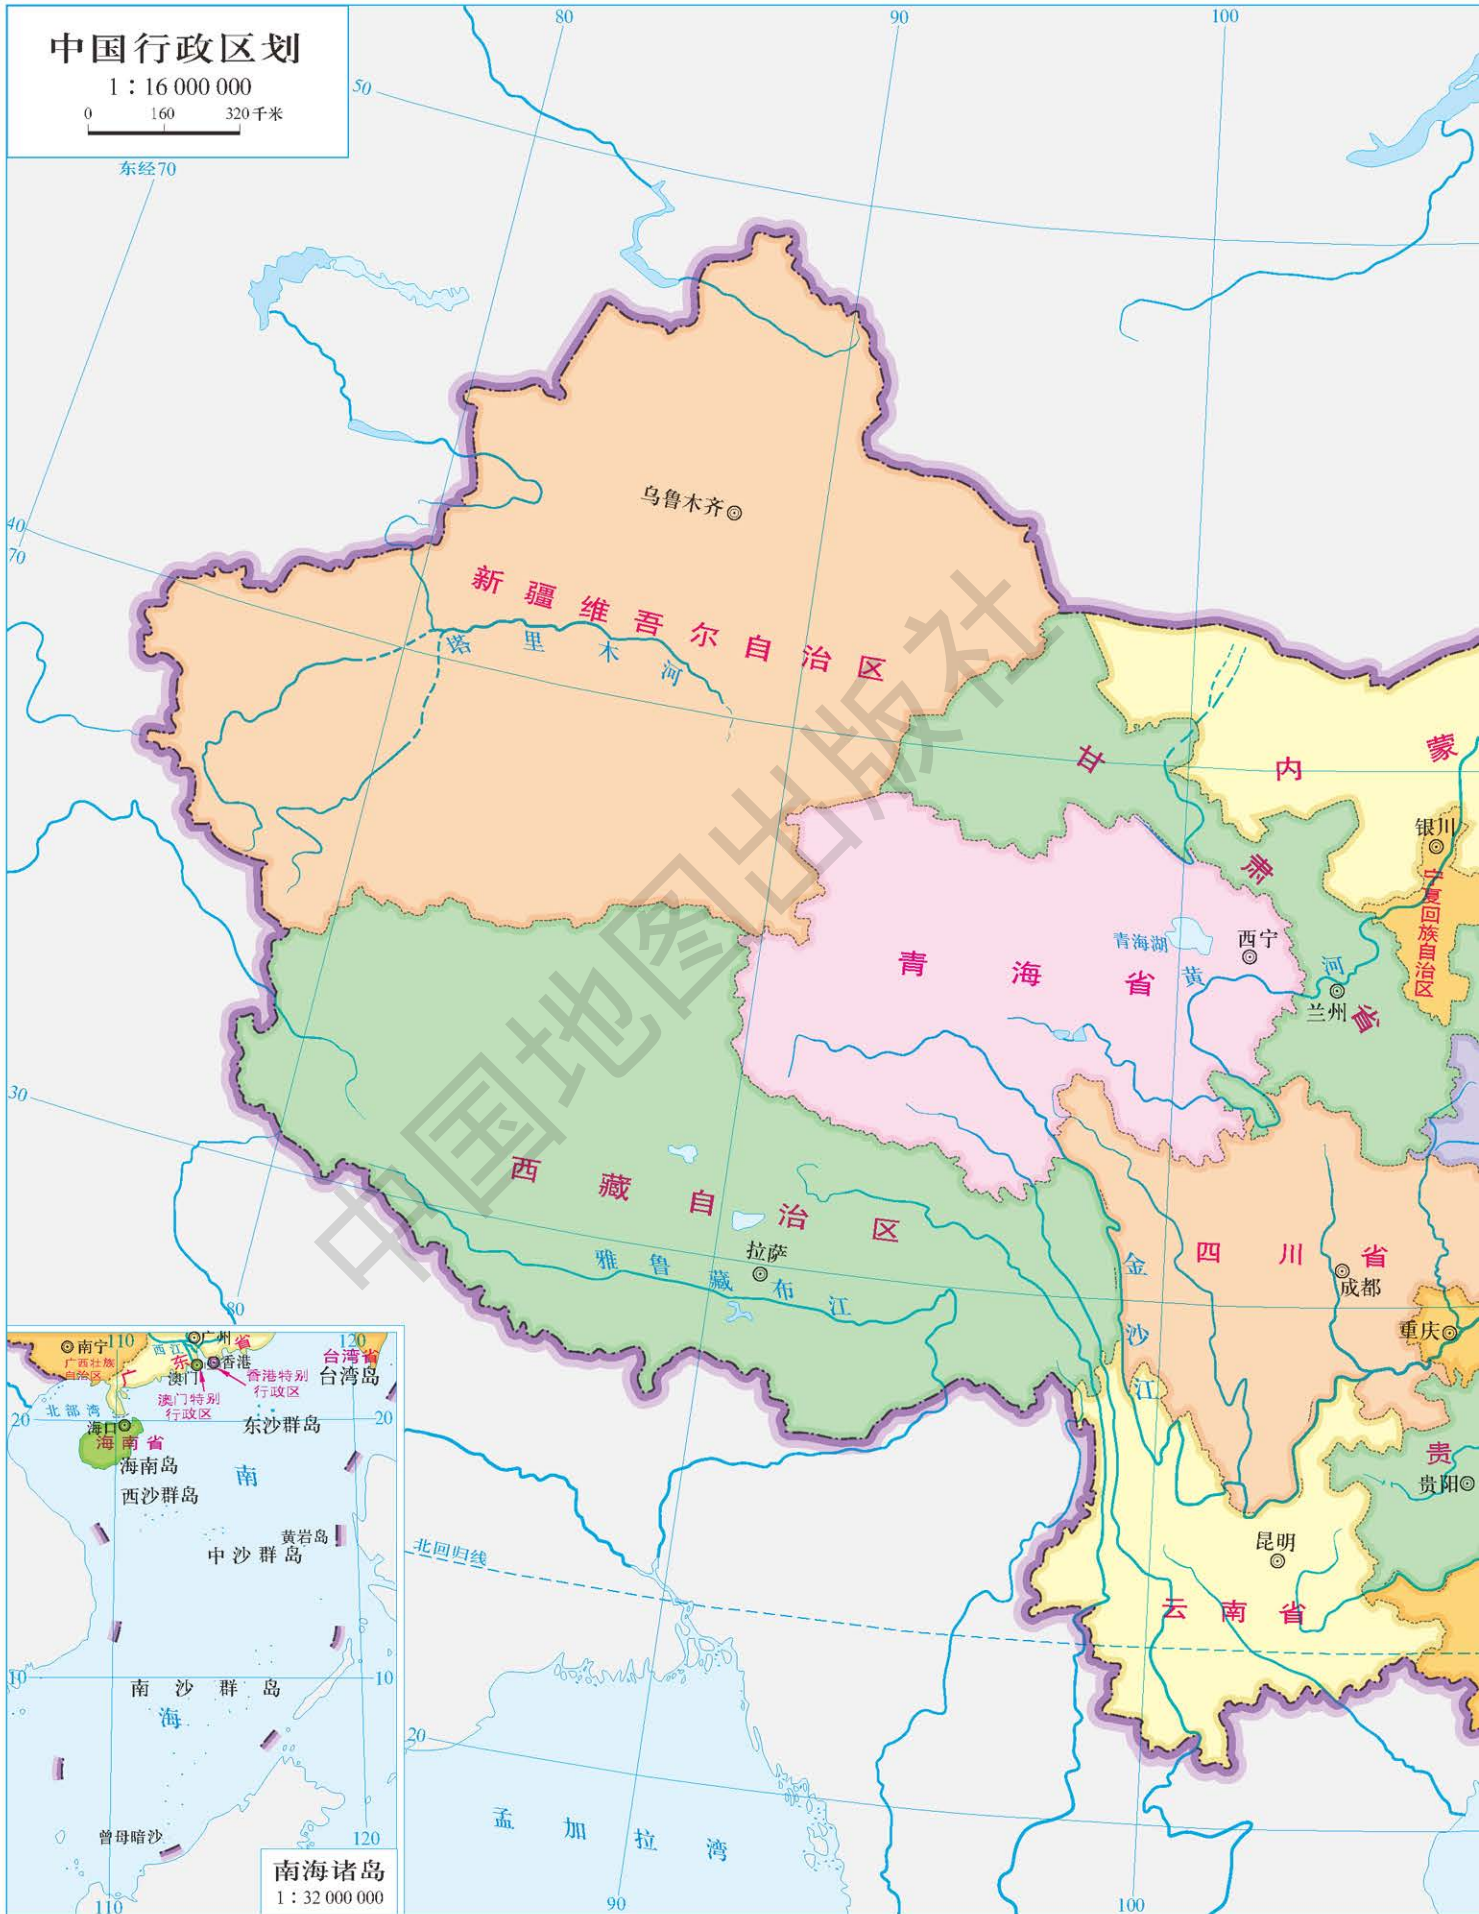 中国行政区划
1：16 000 000
0 160 320千米
东经70
80
90
100
50
40
70
30
80
乌鲁木齐
新疆维吾尔自治区
塔里木河
甘肃省
内蒙
银川
宁夏回族自治区
青海湖
西宁
青海省
黄河
兰州
西藏自治区
拉萨
雅鲁藏布江
金沙江
四川省
成都
重庆
贵
贵阳
昆明
云南省
北回归线
20
孟加拉湾
90
100
南宁
110
广州
120
广西壮族
自治区
西江
广东省
香港
澳门
香港特别
行政区
澳门特别
行政区
台湾省
台湾岛
北部湾
20
20
海口
海南省
海南岛
东沙群岛
西沙群岛
南海
黄岩岛
中沙群岛
10
10
南沙群岛
曾母暗沙
120
110
南海诸岛
1：32 000 000
中国地图出版社